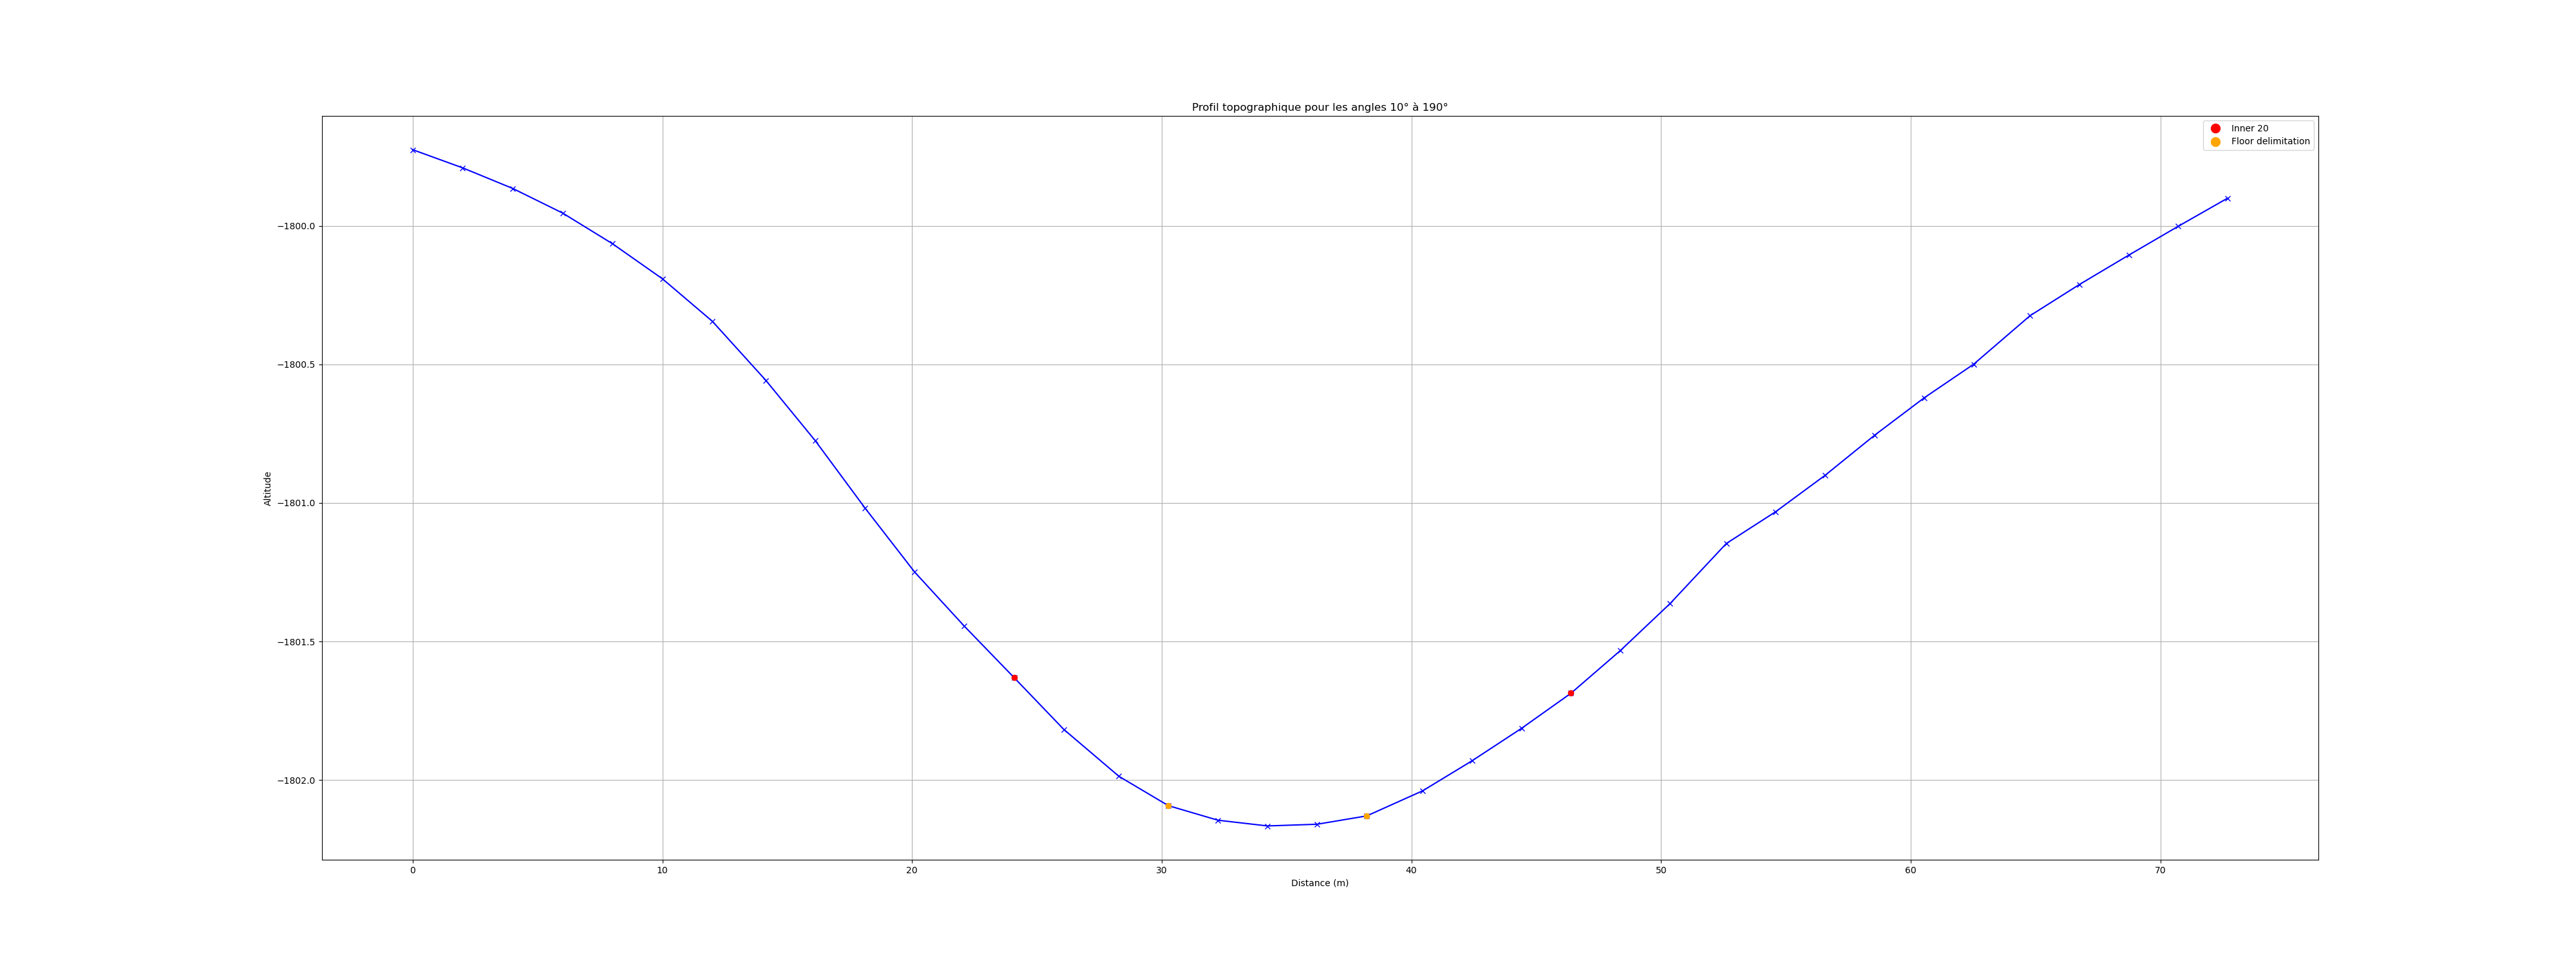 Profil topographique pour les angles 10° à 190°
Inner 20
Floor delimitation
Altitude
−1800.0
−1800.5
−1801.0
−1801.5
−1802.0
0 10 20 30 40 50 60 70
Distance (m)